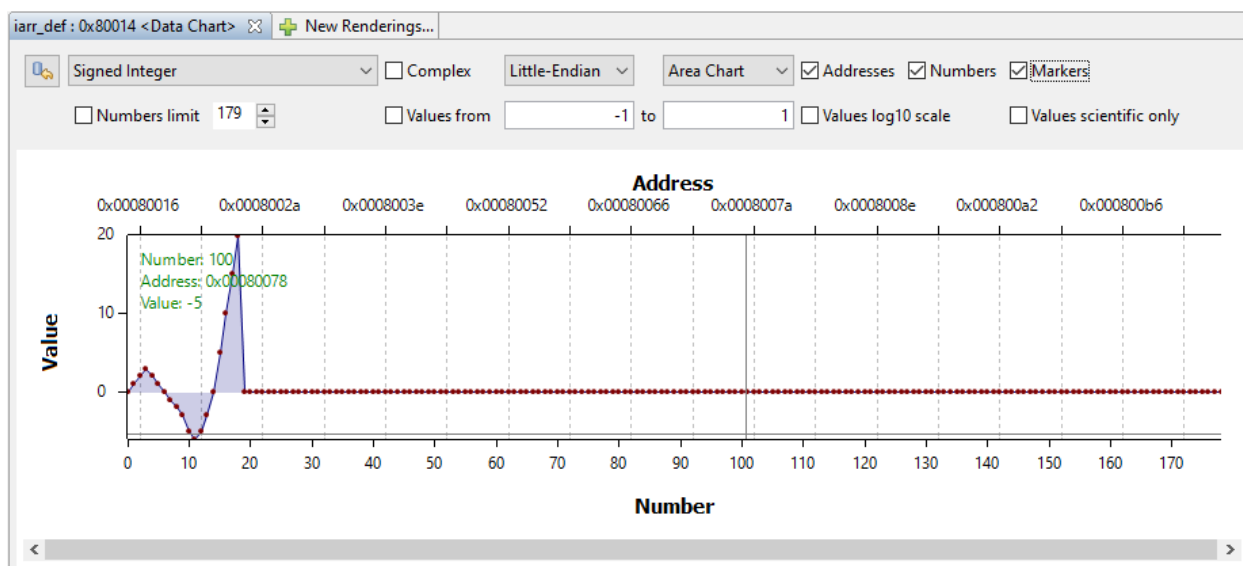 iarr_def : 0x80014 <Data Chart> New Renderings...
Signed Integer Complex Little-Endian Area Chart Addresses Numbers Markers
Numbers limit 179 Values from -1 to 1 Values log10 scale Values scientific only
Address
0x00080016 0x0008002a 0x0008003e 0x00080052 0x00080066 0x0008007a 0x0008008e 0x000800a2 0x000800b6
20
Number: 100
Address: 0x00080078
Value: -5
10
Value
0
0 10 20 30 40 50 60 70 80 90 100 110 120 130 140 150 160 170
Number